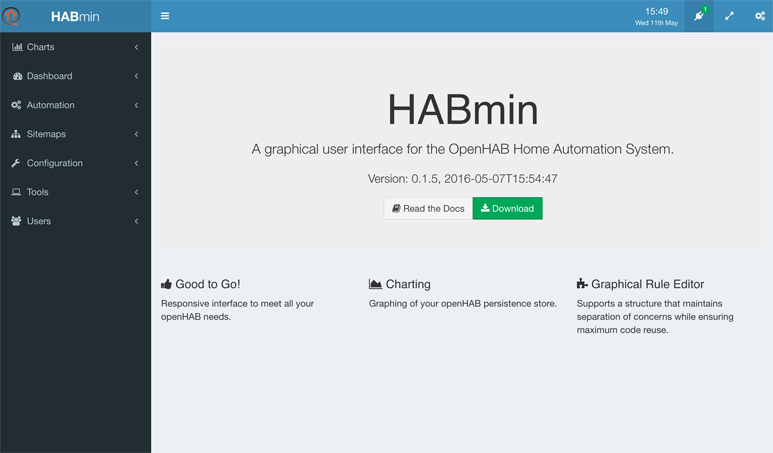 HABmin
15:49
Wed 11th May
1
Charts
Dashboard
Automation
Sitemaps
Configuration
Tools
Users
HABmin
A graphical user interface for the OpenHAB Home Automation System.
Version: 0.1.5, 2016-05-07T15:54:47
Read the Docs
Download
Good to Go!
Responsive interface to meet all your
openHAB needs.
Charting
Graphing of your openHAB persistence store.
Graphical Rule Editor
Supports a structure that maintains
separation of concerns while ensuring
maximum code reuse.